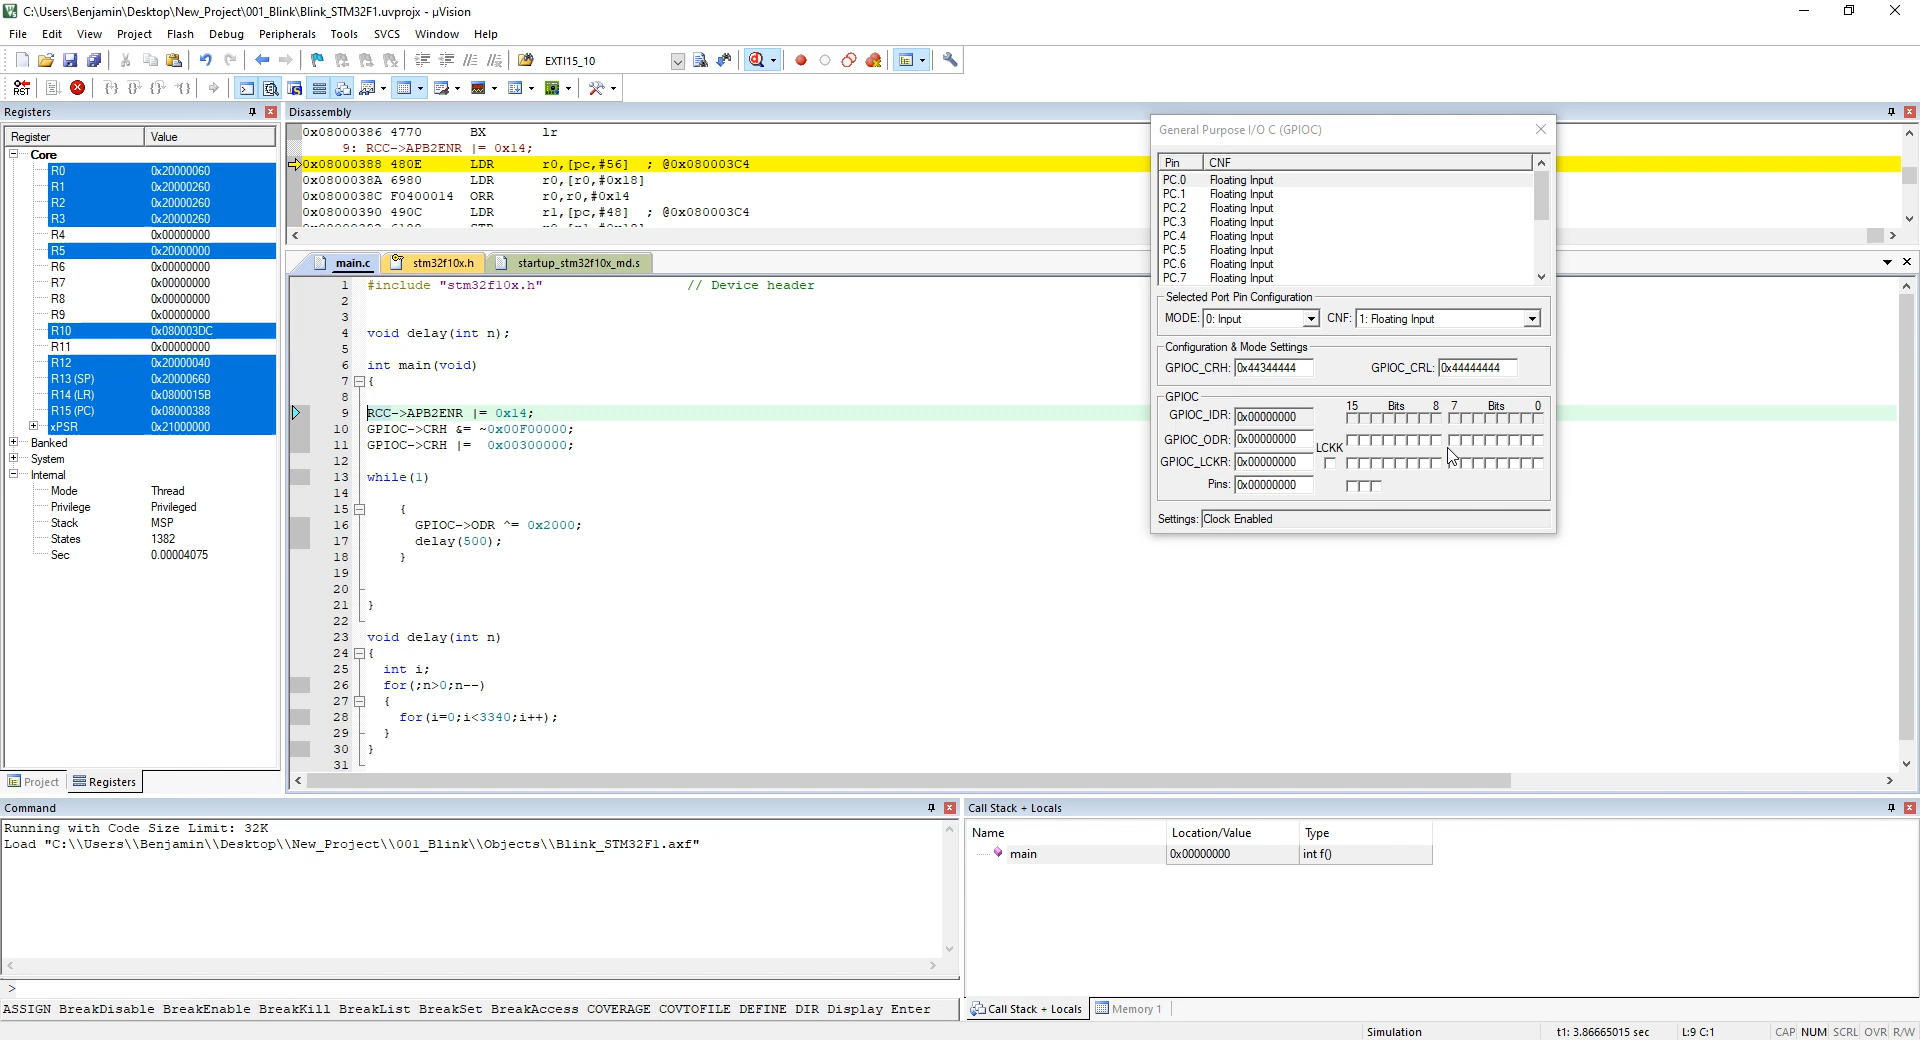 C:\Users\Benjamin\Desktop\New_Project\001_Blink\Blink_STM32F1.uvprojx - µVision
File Edit View Project Flash Debug Peripherals Tools SVCS Window Help
EXTI15_10
RST
Registers
Register Value
Core
R0 0x20000060
R1 0x20000260
R2 0x20000260
R3 0x20000260
R4 0x00000000
R5 0x20000000
R6 0x00000000
R7 0x00000000
R8 0x00000000
R9 0x00000000
R10 0x080003DC
R11 0x00000000
R12 0x20000040
R13 (SP) 0x20000660
R14 (LR) 0x0800015B
R15 (PC) 0x08000388
xPSR 0x21000000
Banked
System
Internal
Mode Thread
Privilege Privileged
Stack MSP
States 1382
Sec 0.00004075
Project Registers
Disassembly
0x08000386 4770 BX lr
9: RCC->APB2ENR |= 0x14;
0x08000388 480E LDR r0,[pc,#56] ; @0x080003C4
0x0800038A 6980 LDR r0,[r0,#0x18]
0x0800038C F0400014 ORR r0,r0,#0x14
0x08000390 490C LDR r1,[pc,#48] ; @0x080003C4
main.c stm32f10x.h startup_stm32f10x_md.s
1 #include "stm32f10x.h" // Device header
2
3
4 void delay(int n);
5
6 int main(void)
7 {
8
9 RCC->APB2ENR |= 0x14;
10 GPIOC->CRH &= ~0x00F00000;
11 GPIOC->CRH |= 0x00300000;
12
13 while(1)
14
15 {
16 GPIOC->ODR ^= 0x2000;
17 delay(500);
18 }
19
20
21 }
22
23 void delay(int n)
24 {
25 int i;
26 for(;n>0;n--)
27 {
28 for(i=0;i<3340;i++);
29 }
30 }
31
General Purpose I/O C (GPIOC)
Pin CNF
PC.0 Floating Input
PC.1 Floating Input
PC.2 Floating Input
PC.3 Floating Input
PC.4 Floating Input
PC.5 Floating Input
PC.6 Floating Input
PC.7 Floating Input
Selected Port Pin Configuration
MODE: 0: Input CNF: 1: Floating Input
Configuration & Mode Settings
GPIOC_CRH: 0x44344444 GPIOC_CRL: 0x44444444
GPIOC
15 Bits 8 7 Bits 0
GPIOC_IDR: 0x00000000
GPIOC_ODR: 0x00000000
LCKK
GPIOC_LCKR: 0x00000000
Pins: 0x00000000
Settings: Clock Enabled
Command
Running with Code Size Limit: 32K
Load "C:\\Users\\Benjamin\\Desktop\\New_Project\\001_Blink\\Objects\\Blink_STM32F1.axf"
>
ASSIGN BreakDisable BreakEnable BreakKill BreakList BreakSet BreakAccess COVERAGE COVTOFILE DEFINE DIR Display Enter
Call Stack + Locals
Name Location/Value Type
main 0x00000000 int f()
Call Stack + Locals Memory 1
Simulation t1: 3.86665015 sec L:9 C:1 CAP NUM SCRL OVR R/W